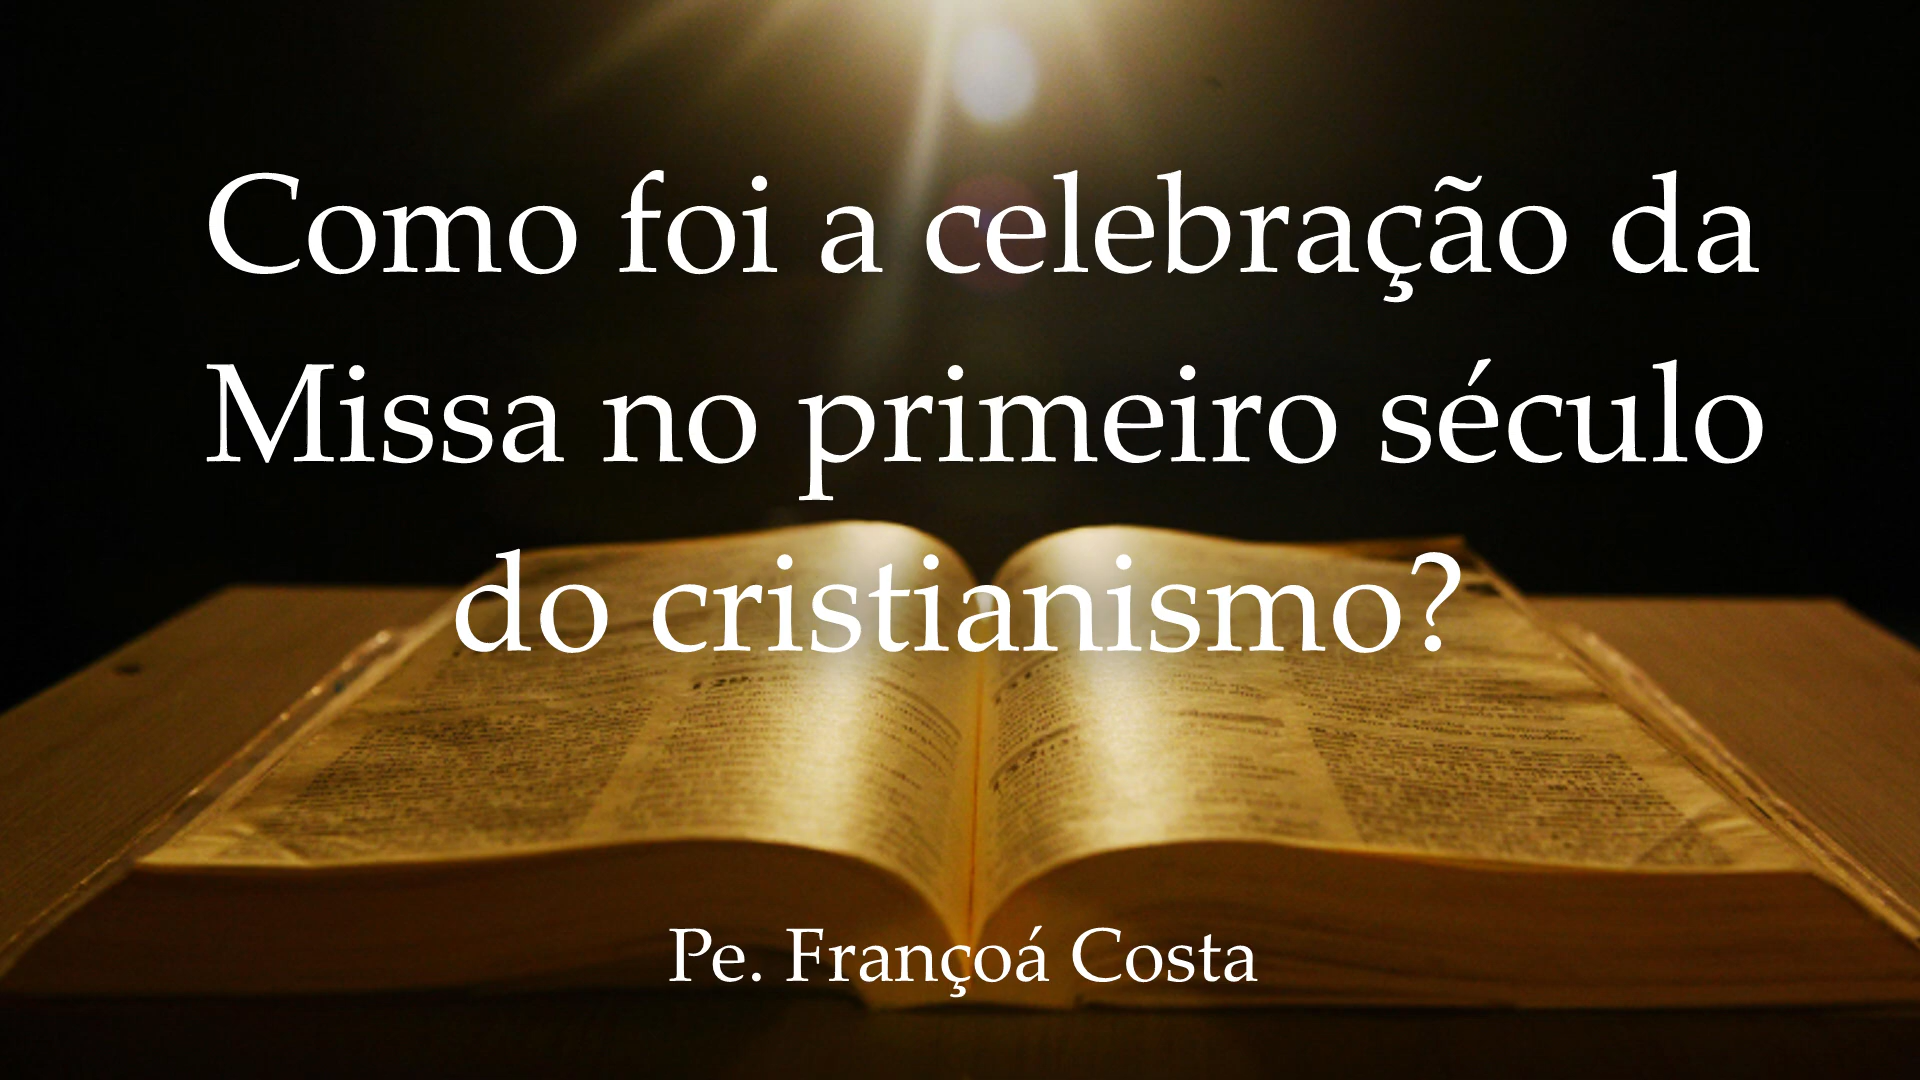 Como foi a celebração da
Missa no primeiro século
do cristianismo?
Pe. Françoá Costa